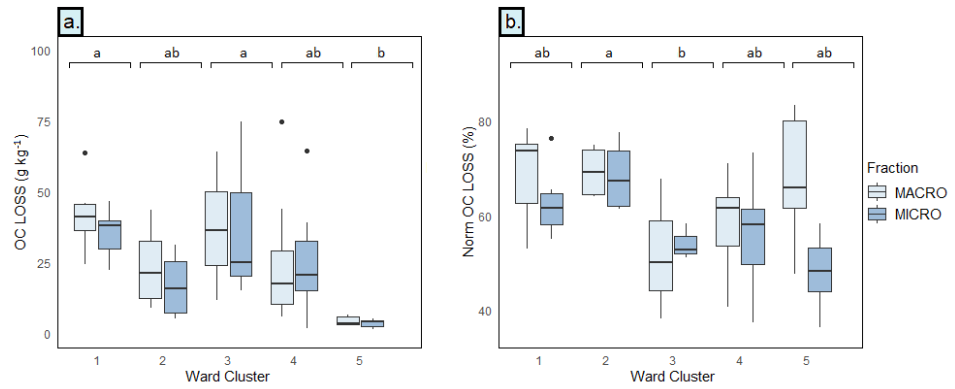 a.
a ab a ab b
100
75
50
25
0
OC LOSS (g kg-1)
1 2 3 4 5
Ward Cluster
b.
ab a b ab ab
80
60
40
Norm OC LOSS (%)
1 2 3 4 5
Ward Cluster
Fraction
MACRO
MICRO